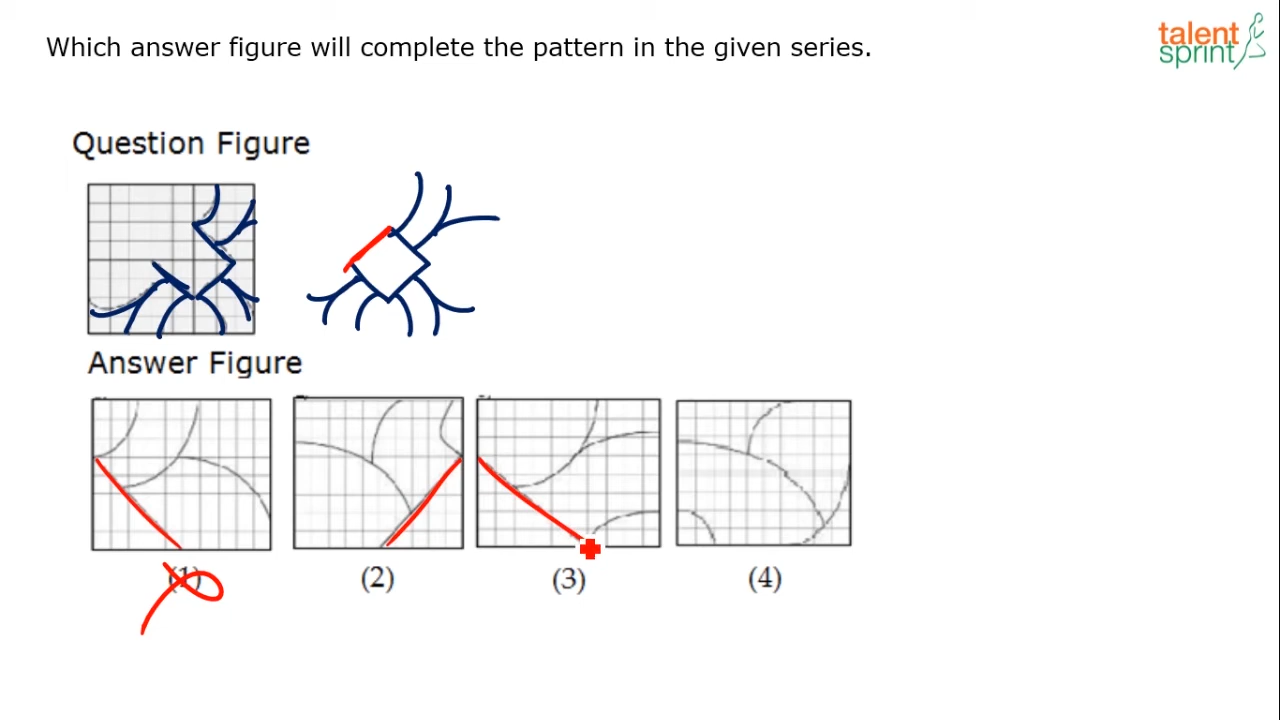 Which answer figure will complete the pattern in the given series.
talent
sprint
Question Figure
Answer Figure
(1)
(2)
(3)
(4)